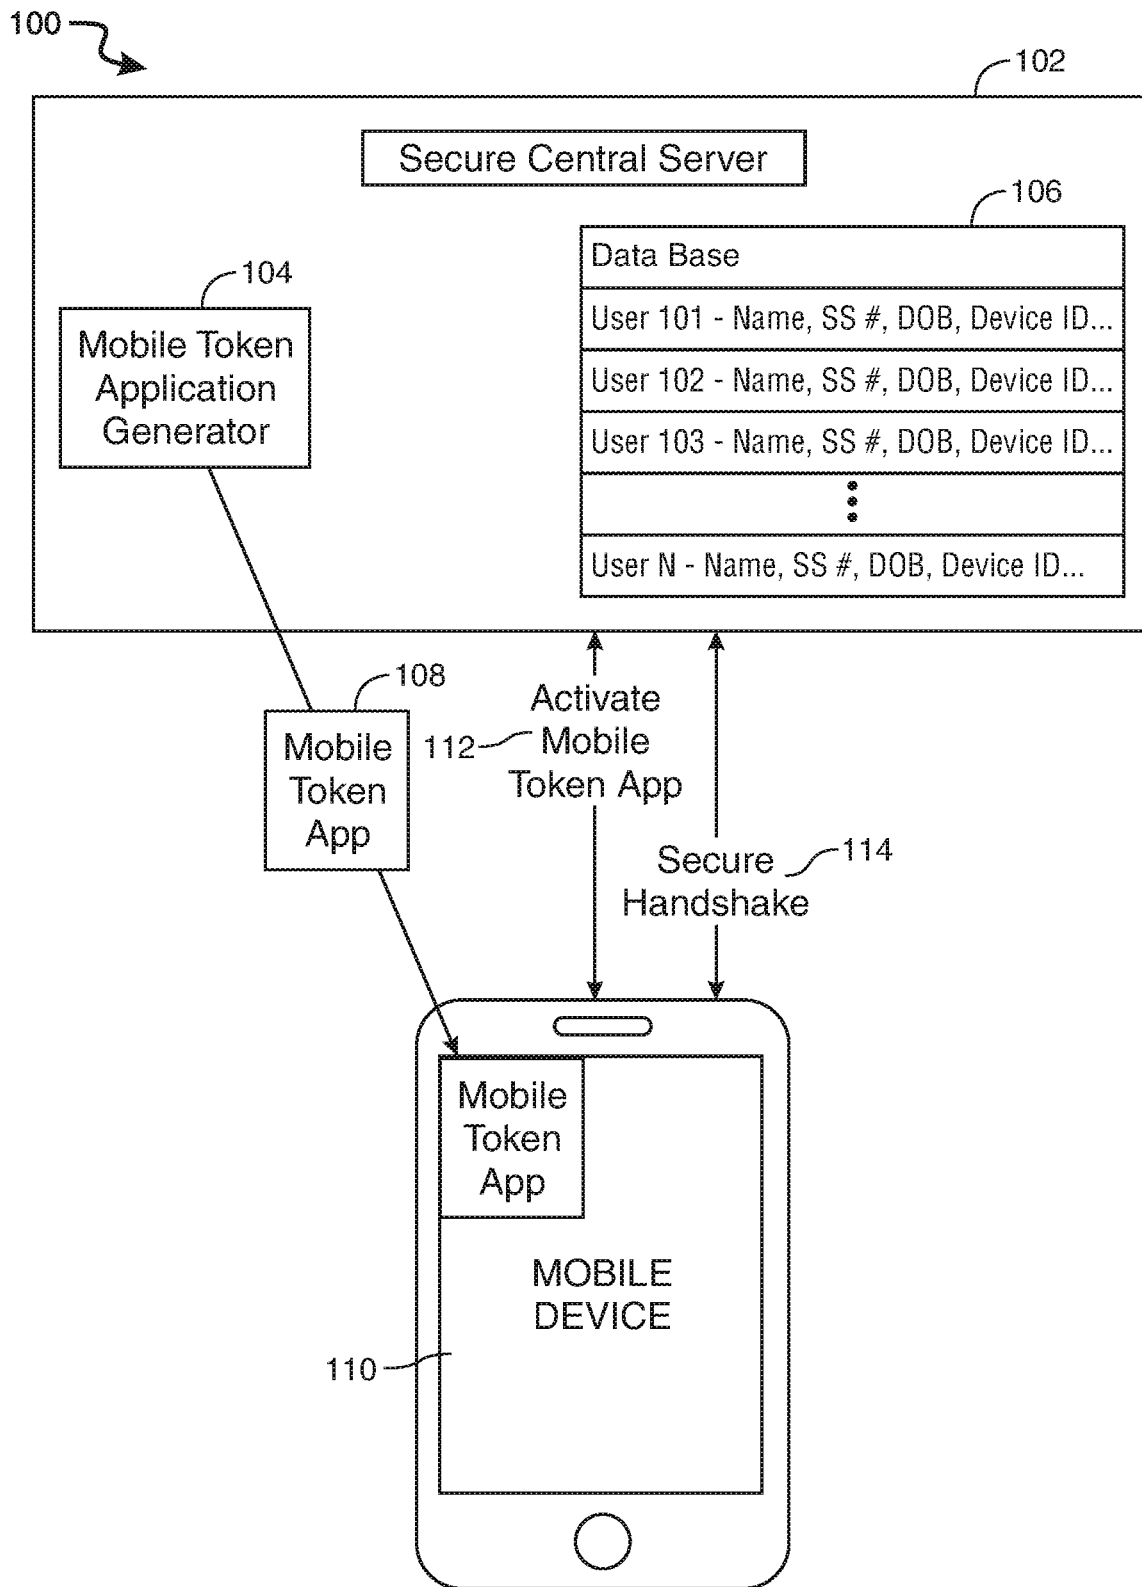 100
102
Secure Central Server
106
Data Base
104
User 101 - Name, SS #, DOB, Device ID...
Mobile Token
Application
Generator
User 102 - Name, SS #, DOB, Device ID...
User 103 - Name, SS #, DOB, Device ID...
User N - Name, SS #, DOB, Device ID...
108
Mobile
Token
App
112
Activate
Mobile
Token App
Secure
Handshake
114
Mobile
Token
App
MOBILE
DEVICE
110